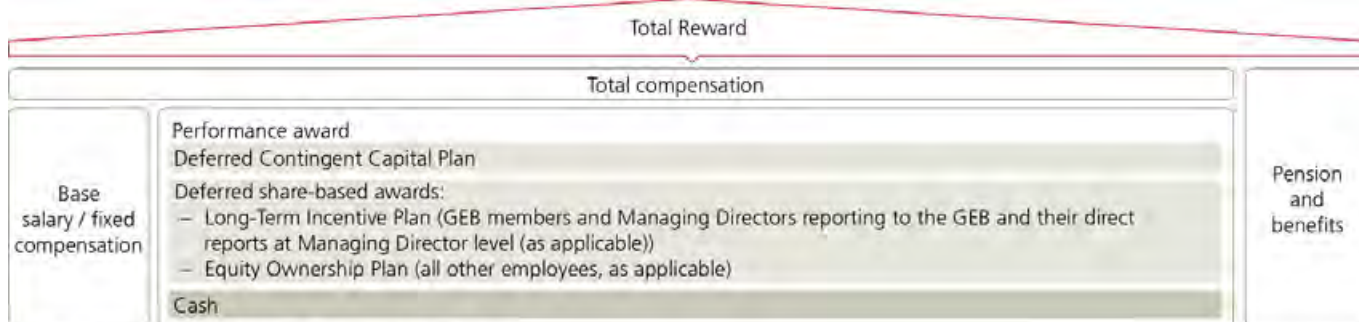 Total Reward
Total compensation
Base
salary / fixed
compensation
Performance award
Deferred Contingent Capital Plan
Deferred share-based awards:
– Long-Term Incentive Plan (GEB members and Managing Directors reporting to the GEB and their direct
reports at Managing Director level (as applicable))
– Equity Ownership Plan (all other employees, as applicable)
Cash
Pension
and
benefits